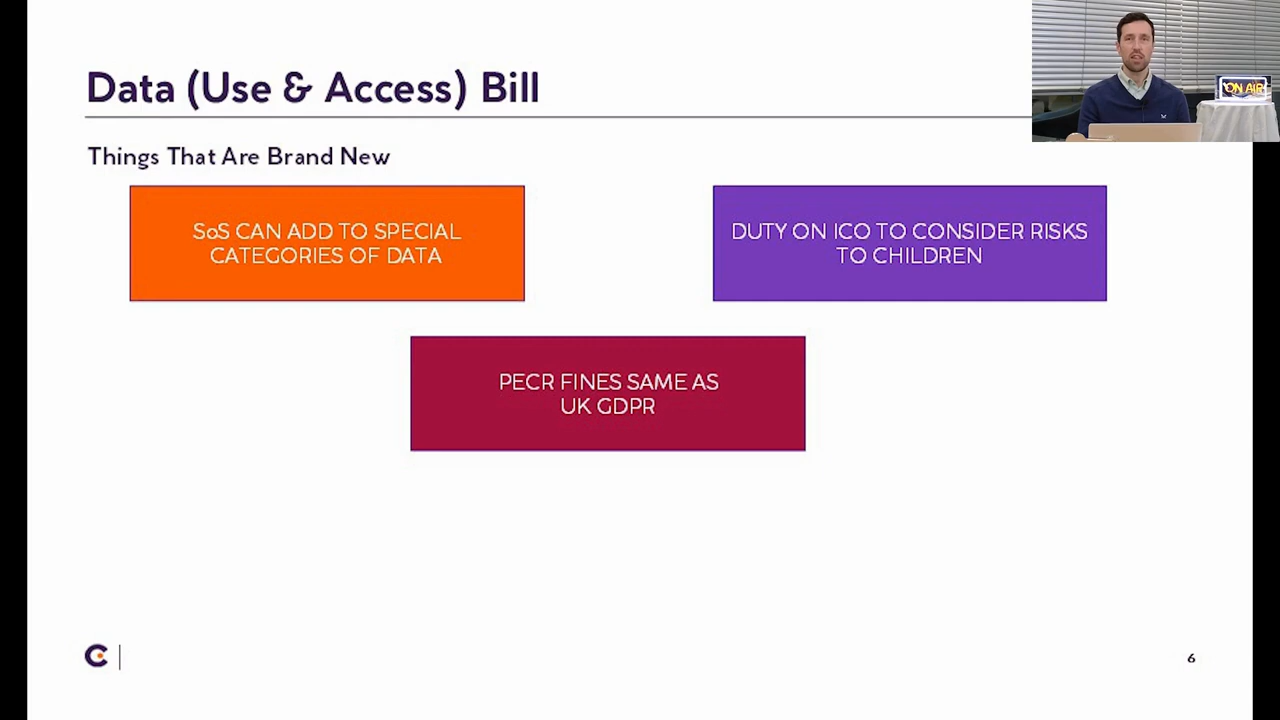 Data (Use & Access) Bill
ON AIR
Things That Are Brand New
SoS CAN ADD TO SPECIAL
CATEGORIES OF DATA
DUTY ON ICO TO CONSIDER RISKS
TO CHILDREN
PECR FINES SAME AS
UK GDPR
6